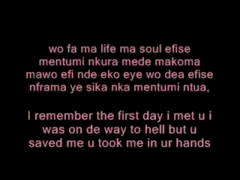 wo fa ma life ma soul efise
mentumi nkura mede makoma
mawo efi nde eko eye wo dea efise
nframa ye sika nka mentumi ntua,
I remember the first day i met u i
was on de way to hell but u
saved me u took me in ur hands